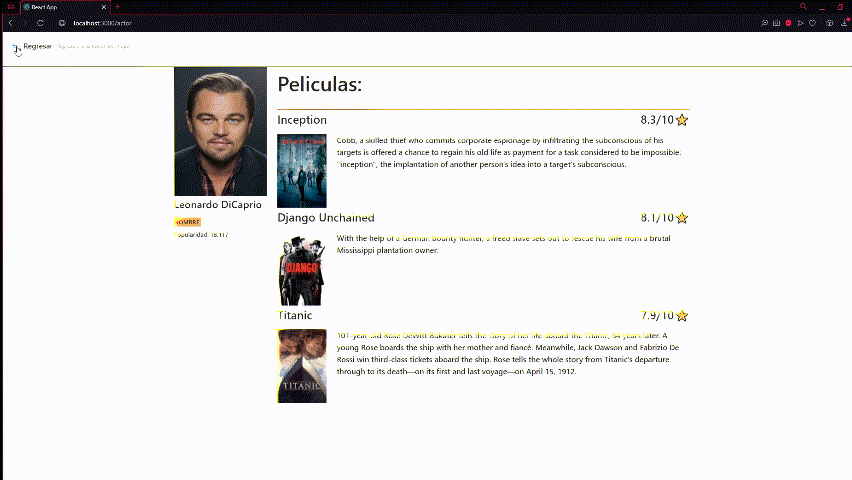 React App
localhost:3000/actor
Regresar
Peliculas:
Inception 8.3/10
Cobb, a skilled thief who commits corporate espionage by infiltrating the subconscious of his
targets is offered a chance to regain his old life as payment for a task considered to be impossible:
"inception", the implantation of another person's idea into a target's subconscious.
Leonardo DiCaprio
HOMBRE
Popularidad: 18.117
Django Unchained 8.1/10
With the help of a German bounty hunter, a freed slave sets out to rescue his wife from a brutal
Mississippi plantation owner.
DJANGO
Titanic 7.9/10
101-year-old Rose DeWitt Bukater tells the story of her life aboard the Titanic, 84 years later. A
young Rose boards the ship with her mother and fiancé. Meanwhile, Jack Dawson and Fabrizio De
Rossi win third-class tickets aboard the ship. Rose tells the whole story from Titanic's departure
through to its death—on its first and last voyage—on April 15, 1912.
TITANIC